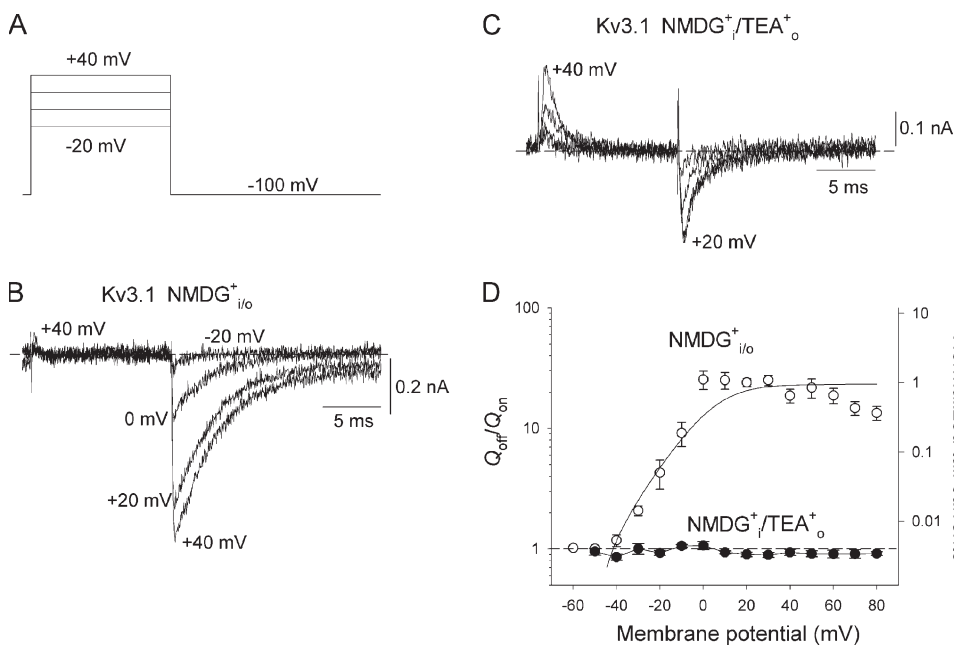 A
+40 mV
-20 mV
-100 mV
B
Kv3.1 NMDG⁺i/o
+40 mV
-20 mV
0 mV
+20 mV
+40 mV
0.2 nA
5 ms
C
Kv3.1 NMDG⁺i/TEA⁺o
+40 mV
0.1 nA
5 ms
+20 mV
D
NMDG⁺i/o
NMDG⁺i/TEA⁺o
Qoff/Qon
100
10
1
10
1
0.1
0.01
-60 -40 -20 0 20 40 60 80
Membrane potential (mV)